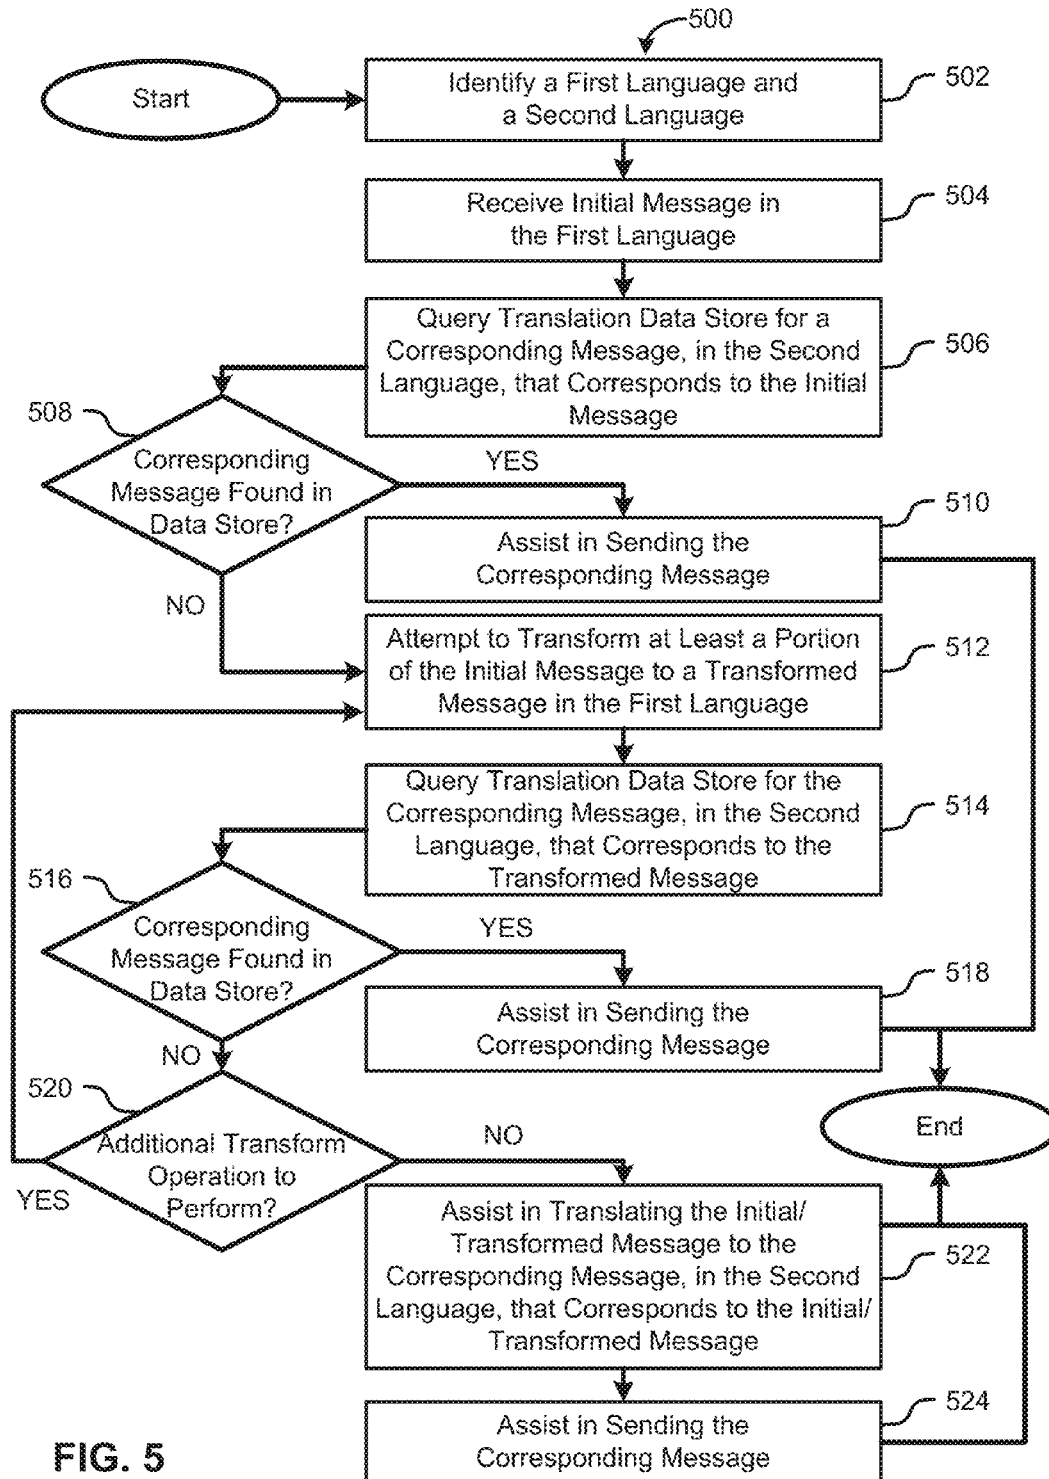 500
Start
Identify a First Language and
a Second Language
502
Receive Initial Message in
the First Language
504
Query Translation Data Store for a
Corresponding Message, in the Second
Language, that Corresponds to the Initial
Message
506
508
Corresponding
Message Found in
Data Store?
YES
NO
Assist in Sending the
Corresponding Message
510
Attempt to Transform at Least a Portion
of the Initial Message to a Transformed
Message in the First Language
512
Query Translation Data Store for the
Corresponding Message, in the Second
Language, that Corresponds to the
Transformed Message
514
516
Corresponding
Message Found in
Data Store?
YES
NO
Assist in Sending the
Corresponding Message
518
End
520
Additional Transform
Operation to
Perform?
NO
YES
Assist in Translating the Initial/
Transformed Message to the
Corresponding Message, in the Second
Language, that Corresponds to the Initial/
Transformed Message
522
Assist in Sending the
Corresponding Message
524
FIG. 5